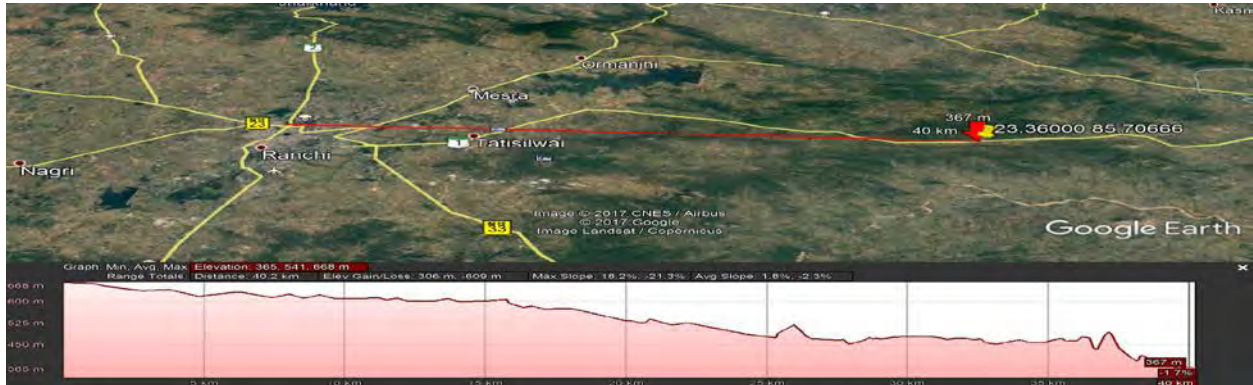 Ormanjhi
Mesra
NH
23
367 m
40 km
23.36000 85.70666
1
Tatisilwai
Ranchi
Nagri
NH
33
Image © 2017 CNES / Airbus
© 2017 Google
Image Landsat / Copernicus
Google Earth
Graph: Min, Avg, Max Elevation: 365, 541, 668 m
Range Totals: Distance: 40.2 km Elev Gain/Loss: 306 m, -609 m Max Slope: 18.2%, -21.3% Avg Slope: 1.8%, -2.3%
668 m
600 m
525 m
450 m
365 m
367 m
-1.7%
5 km
10 km
15 km
20 km
25 km
30 km
35 km
40 km